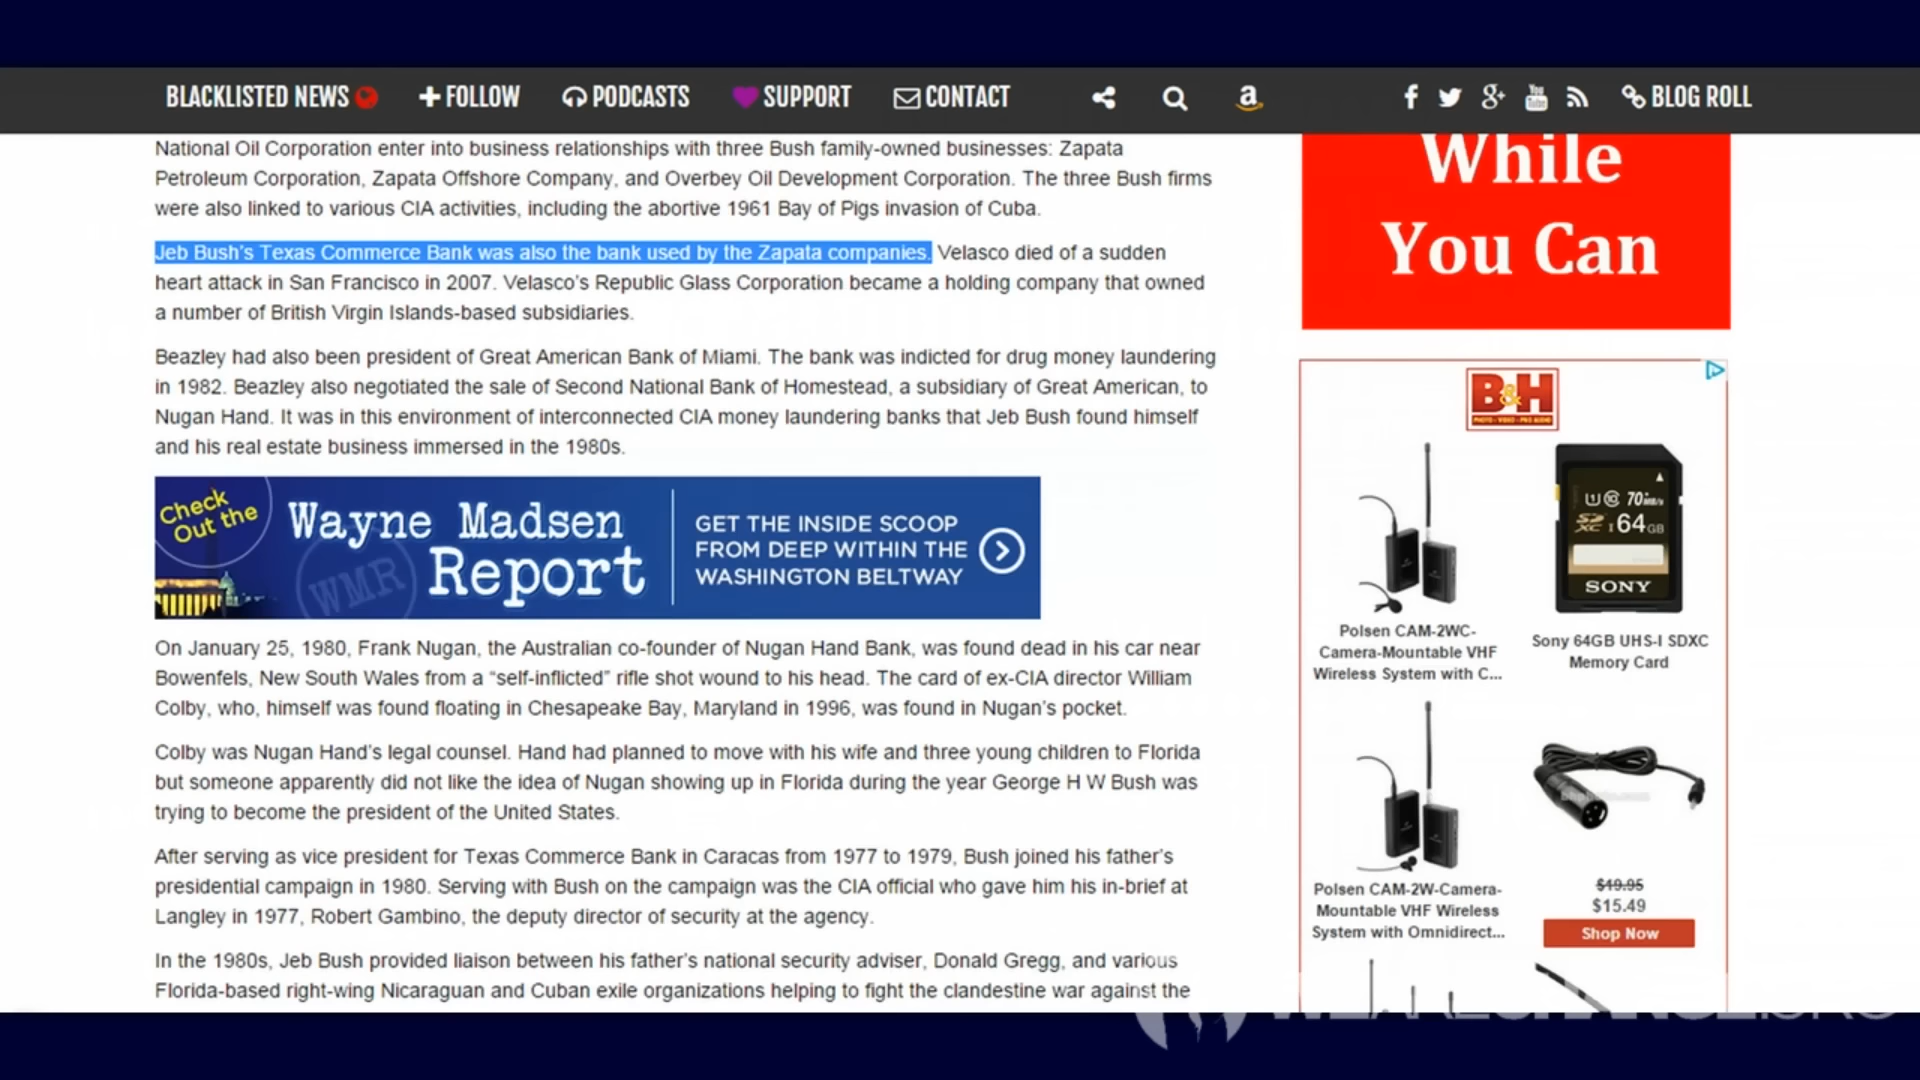 BLACKLISTED NEWS FOLLOW PODCASTS SUPPORT CONTACT BLOG ROLL
National Oil Corporation enter into business relationships with three Bush family-owned businesses: Zapata
Petroleum Corporation, Zapata Offshore Company, and Overbey Oil Development Corporation. The three Bush firms
were also linked to various CIA activities, including the abortive 1961 Bay of Pigs invasion of Cuba.
Jeb Bush's Texas Commerce Bank was also the bank used by the Zapata companies. Velasco died of a sudden
heart attack in San Francisco in 2007. Velasco's Republic Glass Corporation became a holding company that owned
a number of British Virgin Islands-based subsidiaries.
Beazley had also been president of Great American Bank of Miami. The bank was indicted for drug money laundering
in 1982. Beazley also negotiated the sale of Second National Bank of Homestead, a subsidiary of Great American, to
Nugan Hand. It was in this environment of interconnected CIA money laundering banks that Jeb Bush found himself
and his real estate business immersed in the 1980s.
Check
Out the
Wayne Madsen
Report
WMR
GET THE INSIDE SCOOP
FROM DEEP WITHIN THE
WASHINGTON BELTWAY
On January 25, 1980, Frank Nugan, the Australian co-founder of Nugan Hand Bank, was found dead in his car near
Bowenfels, New South Wales from a “self-inflicted” rifle shot wound to his head. The card of ex-CIA director William
Colby, who, himself was found floating in Chesapeake Bay, Maryland in 1996, was found in Nugan's pocket.
Colby was Nugan Hand's legal counsel. Hand had planned to move with his wife and three young children to Florida
but someone apparently did not like the idea of Nugan showing up in Florida during the year George H W Bush was
trying to become the president of the United States.
After serving as vice president for Texas Commerce Bank in Caracas from 1977 to 1979, Bush joined his father's
presidential campaign in 1980. Serving with Bush on the campaign was the CIA official who gave him his in-brief at
Langley in 1977, Robert Gambino, the deputy director of security at the agency.
In the 1980s, Jeb Bush provided liaison between his father's national security adviser, Donald Gregg, and various
Florida-based right-wing Nicaraguan and Cuban exile organizations helping to fight the clandestine war against the
While
You Can
B&H
PHOTO - VIDEO - PRO AUDIO
70 MB/s
64 GB
SONY
Polsen CAM-2WC-
Camera-Mountable VHF
Wireless System with C...
Sony 64GB UHS-I SDXC
Memory Card
Polsen CAM-2W-Camera-
Mountable VHF Wireless
System with Omnidirect...
$19.95
$15.49
Shop Now